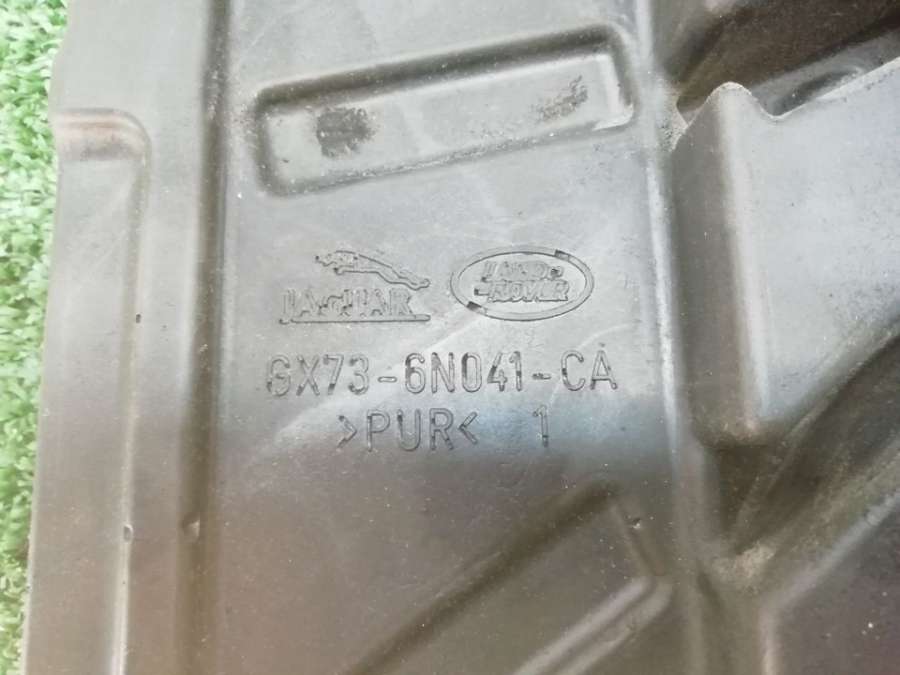 JAGUAR
LAND-
-ROVER
GX73-6N041-CA
>PUR< 1